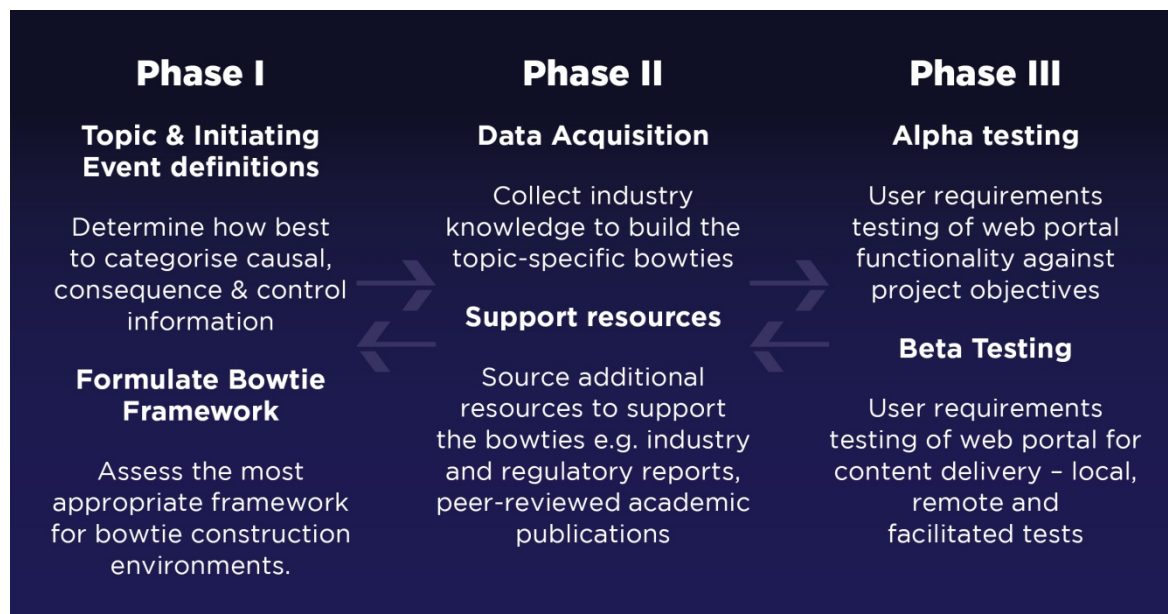 Phase I
Topic & Initiating
Event definitions
Determine how best
to categorise causal,
consequence & control
information
Formulate Bowtie
Framework
Assess the most
appropriate framework
for bowtie construction
environments.
Phase II
Data Acquisition
Collect industry
knowledge to build the
topic-specific bowties
Support resources
Source additional
resources to support
the bowties e.g. industry
and regulatory reports,
peer-reviewed academic
publications
Phase III
Alpha testing
User requirements
testing of web portal
functionality against
project objectives
Beta Testing
User requirements
testing of web portal for
content delivery – local,
remote and
facilitated tests